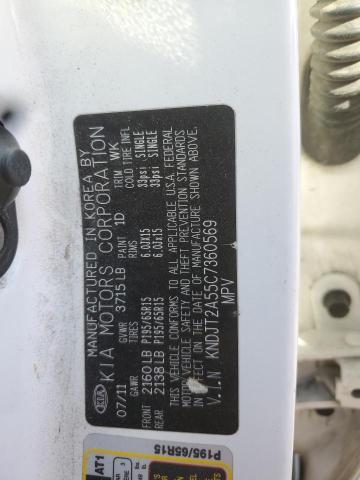 MANUFACTURED IN KOREA BY
KIA KIA MOTORS CORPORATION
07/11 GVWR 3715 LB PAINT 1D TRIM WK
GAWR TIRES COLD TIRE INFL
FRONT 2160 LB P195/65R15 6.0JX15 33psi SINGLE
REAR 2138 LB P195/65R15 6.0JX15 33psi SINGLE
THIS VEHICLE CONFORMS TO ALL APPLICABLE U.S.A. FEDERAL
MOTOR VEHICLE SAFETY AND THEFT PREVENTION STANDARDS
IN EFFECT ON THE DATE OF MANUFACTURE SHOWN ABOVE.
V.I.N KNDJT2A55C7360569
MPV
P195/65R15